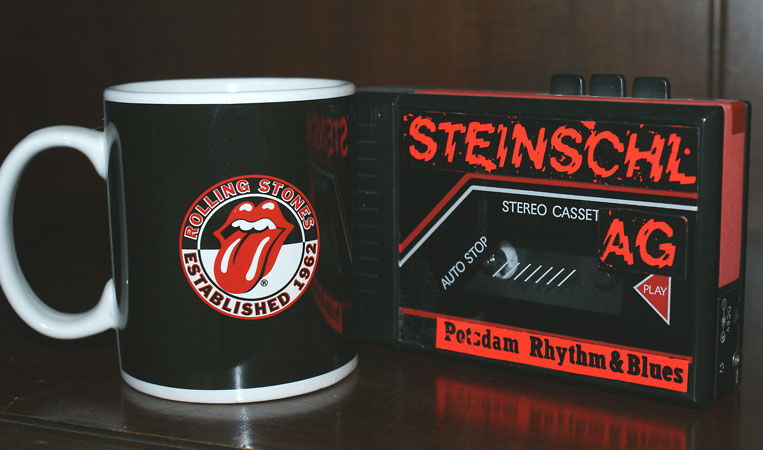 ROLLING STONES
ESTABLISHED 1962
®
STEINSCHL
AG
STEREO CASSET
AUTO STOP
PLAY
Potsdam Rhythm & Blues